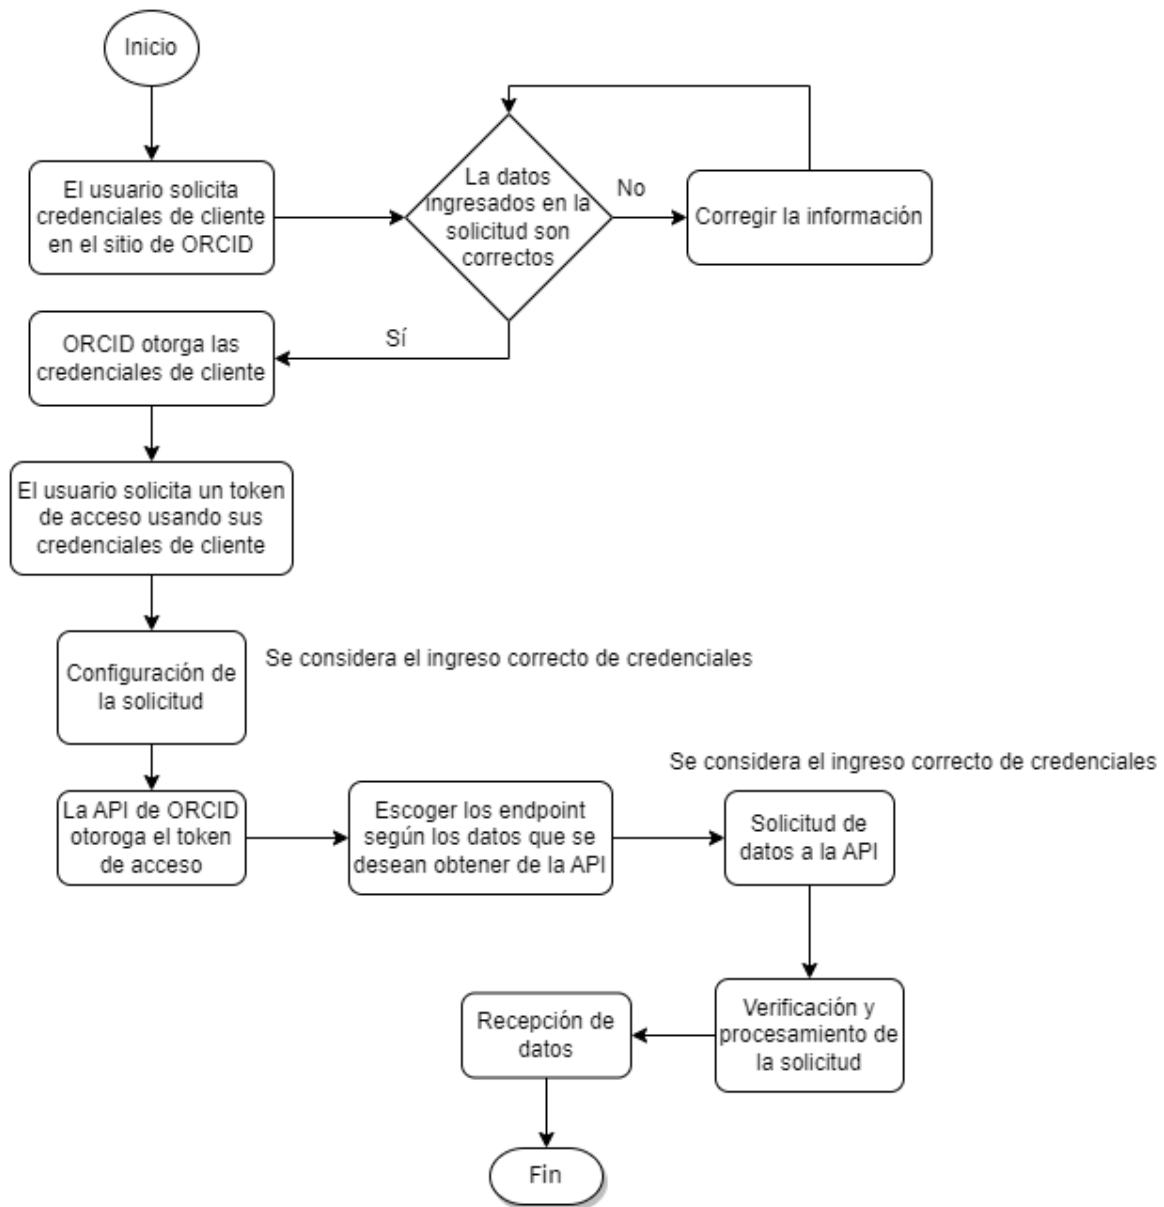 Inicio
El usuario solicita
credenciales de cliente
en el sitio de ORCID
La datos
ingresados en la
solicitud son
correctos
No
Corregir la información
Sí
ORCID otorga las
credenciales de cliente
El usuario solicita un token
de acceso usando sus
credenciales de cliente
Configuración de
la solicitud
Se considera el ingreso correcto de credenciales
La API de ORCID
otoroga el token
de acceso
Escoger los endpoint
según los datos que se
desean obtener de la API
Se considera el ingreso correcto de credenciales
Solicitud de
datos a la API
Verificación y
procesamiento de
la solicitud
Recepción de
datos
Fin